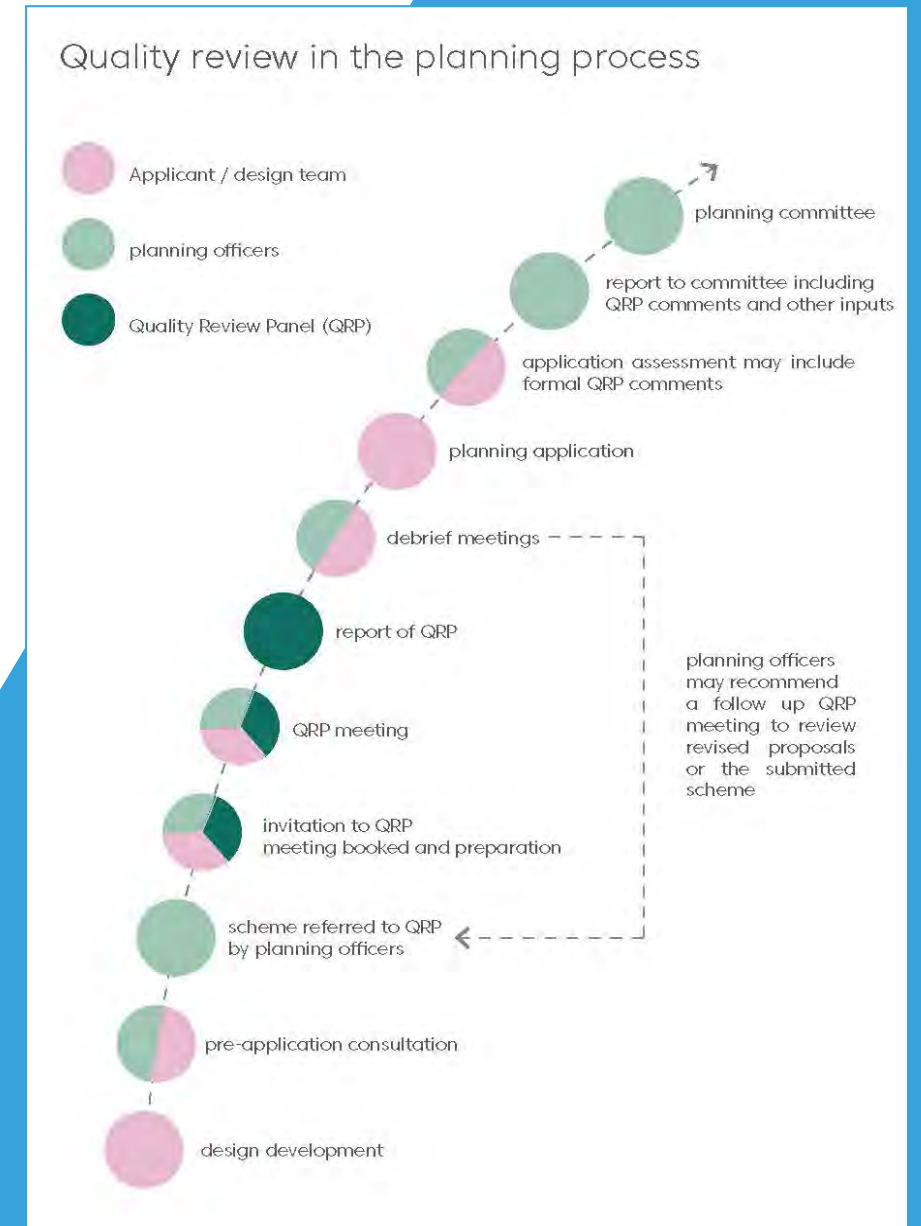 Quality review in the planning process
Applicant / design team
planning officers
Quality Review Panel (QRP)
planning committee
report to committee including
QRP comments and other inputs
application assessment may include
formal QRP comments
planning application
debrief meetings
report of QRP
planning officers
may recommend
a follow up QRP
meeting to review
revised proposals
or the submitted
scheme
QRP meeting
invitation to QRP
meeting booked and preparation
scheme referred to QRP
by planning officers
pre-application consultation
design development